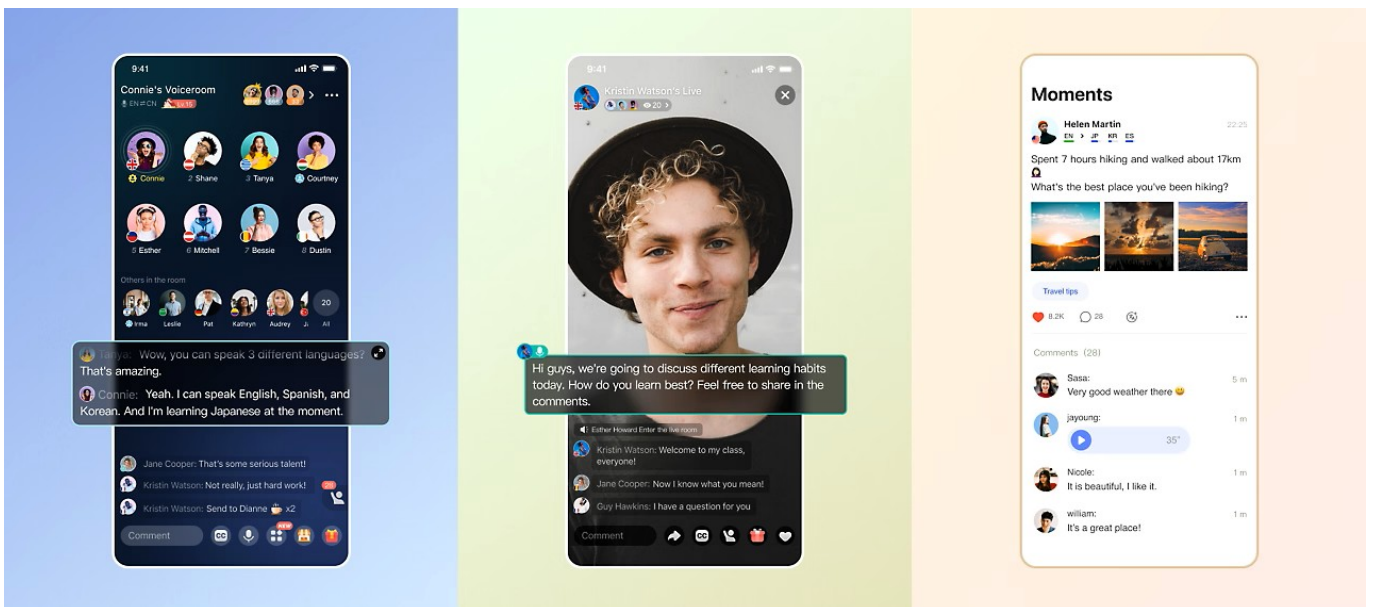 9:41
Connie's Voiceroom
EN⇌CN Lv.15
Connie
2 Shane
3 Tanya
Courtney
5 Esther
6 Mitchell
7 Bessie
8 Dustin
Others in the room
Irma
Leslie
Pat
Kathryn
Audrey
20
All
Tanya: Wow, you can speak 3 different languages?
That's amazing.
Connie: Yeah. I can speak English, Spanish, and
Korean. And I'm learning Japanese at the moment.
Jane Cooper: That's some serious talent!
Kristin Watson: Not really, just hard work!
Kristin Watson: Send to Dianne ☕ x2
Comment
CC
NEW
9:41
Kristin Watson's Live
20
Hi guys, we're going to discuss different learning habits
today. How do you learn best? Feel free to share in the
comments.
Esther Howard Enter the live room
Kristin Watson: Welcome to my class,
everyone!
Jane Cooper: Now I know what you mean!
Guy Hawkins: I have a question for you
Comment
CC
Moments
Helen Martin
22:25
EN > JP KR ES
Spent 7 hours hiking and walked about 17km
What's the best place you've been hiking?
Travel tips
8.2K
28
Comments (28)
Sasa:
5 m
Very good weather there 😃
jayoung:
1 m
35"
Nicole:
1 m
It is beautiful, I like it.
wiliam:
1 m
It's a great place!